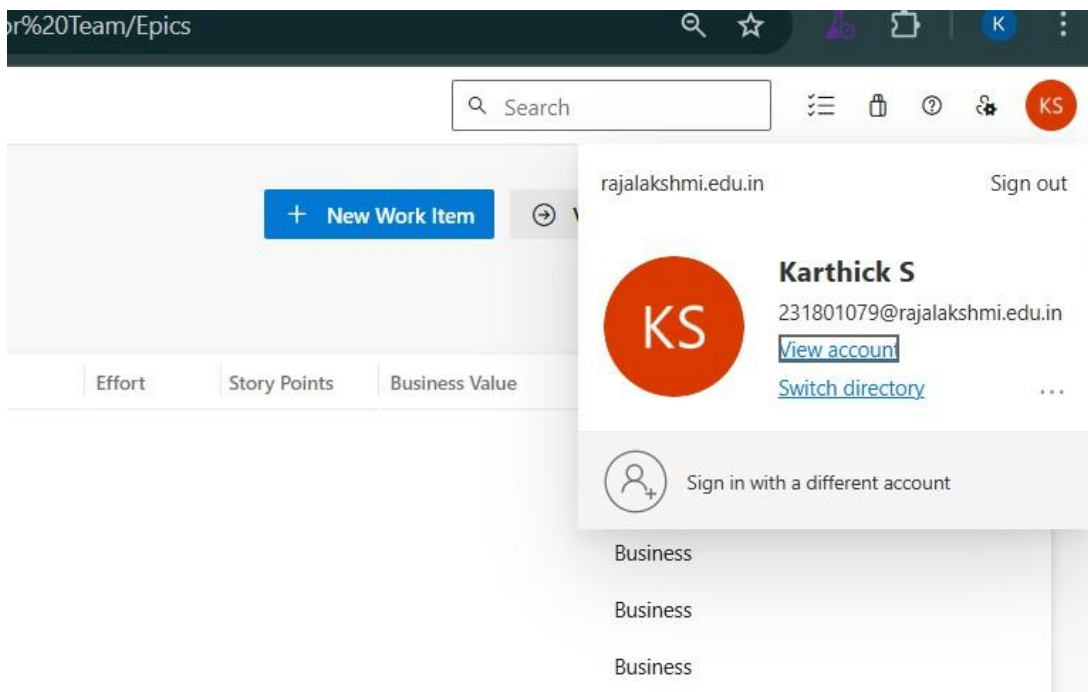 or%20Team/Epics
K
Search
KS
rajalakshmi.edu.in
Sign out
+ New Work Item
Karthick S
KS
231801079@rajalakshmi.edu.in
View account
Switch directory
...
Effort
Story Points
Business Value
Sign in with a different account
Business
Business
Business